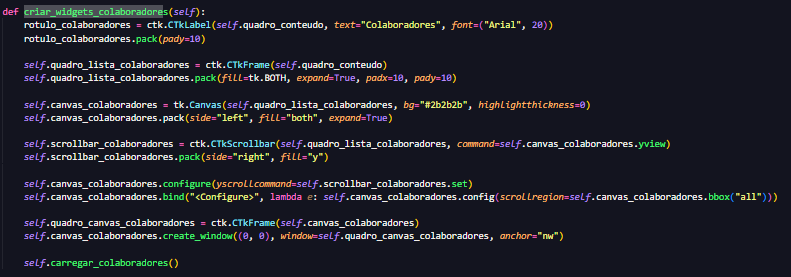 def criar_widgets_colaboradores(self):
    rotulo_colaboradores = ctk.CTkLabel(self.quadro_conteudo, text="Colaboradores", font=("Arial", 20))
    rotulo_colaboradores.pack(pady=10)

    self.quadro_lista_colaboradores = ctk.CTkFrame(self.quadro_conteudo)
    self.quadro_lista_colaboradores.pack(fill=tk.BOTH, expand=True, padx=10, pady=10)

    self.canvas_colaboradores = tk.Canvas(self.quadro_lista_colaboradores, bg="#2b2b2b", highlightthickness=0)
    self.canvas_colaboradores.pack(side="left", fill="both", expand=True)

    self.scrollbar_colaboradores = ctk.CTkScrollbar(self.quadro_lista_colaboradores, command=self.canvas_colaboradores.yview)
    self.scrollbar_colaboradores.pack(side="right", fill="y")

    self.canvas_colaboradores.configure(yscrollcommand=self.scrollbar_colaboradores.set)
    self.canvas_colaboradores.bind("<Configure>", lambda e: self.canvas_colaboradores.config(scrollregion=self.canvas_colaboradores.bbox("all")))

    self.quadro_canvas_colaboradores = ctk.CTkFrame(self.canvas_colaboradores)
    self.canvas_colaboradores.create_window((0, 0), window=self.quadro_canvas_colaboradores, anchor="nw")

    self.carregar_colaboradores()